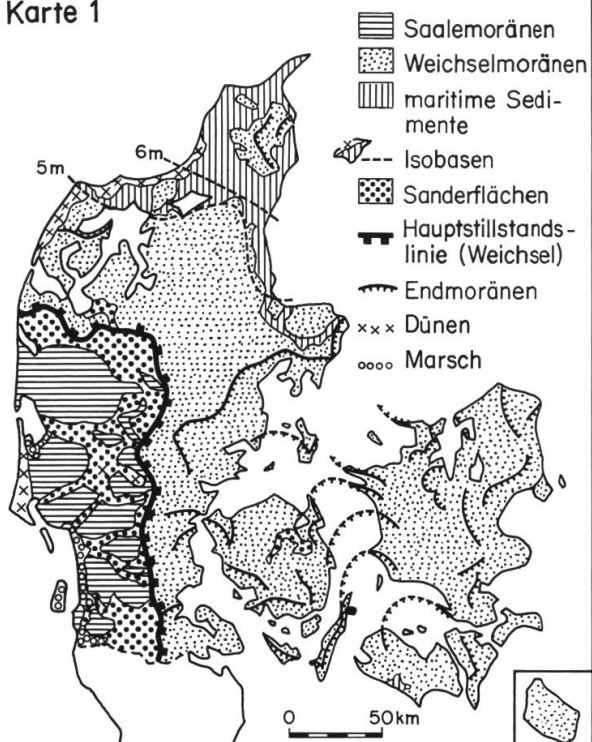 Karte 1
Saalemoränen
Weichselmoränen
maritime Sedi-
mente
Isobasen
Sanderflächen
Hauptstillstands-
linie (Weichsel)
Endmoränen
Dünen
Marsch
6m
5m
0 50km